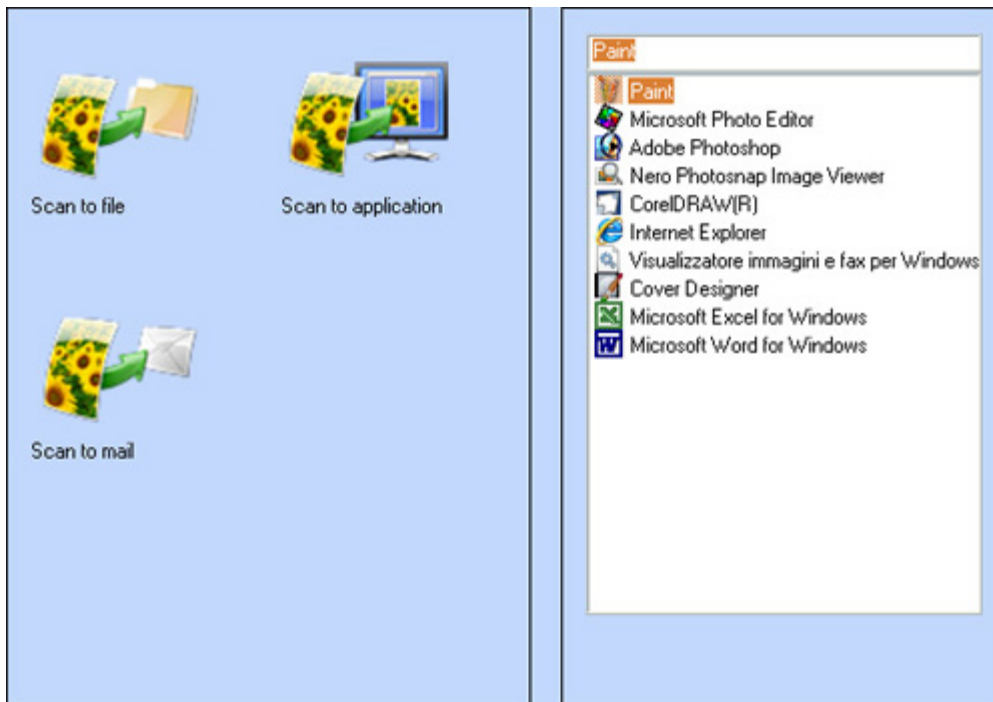 Scan to file
Scan to application
Scan to mail
Paint
Paint
Microsoft Photo Editor
Adobe Photoshop
Nero Photosnap Image Viewer
CorelDRAW(R)
Internet Explorer
Visualizzatore immagini e fax per Windows
Cover Designer
Microsoft Excel for Windows
Microsoft Word for Windows